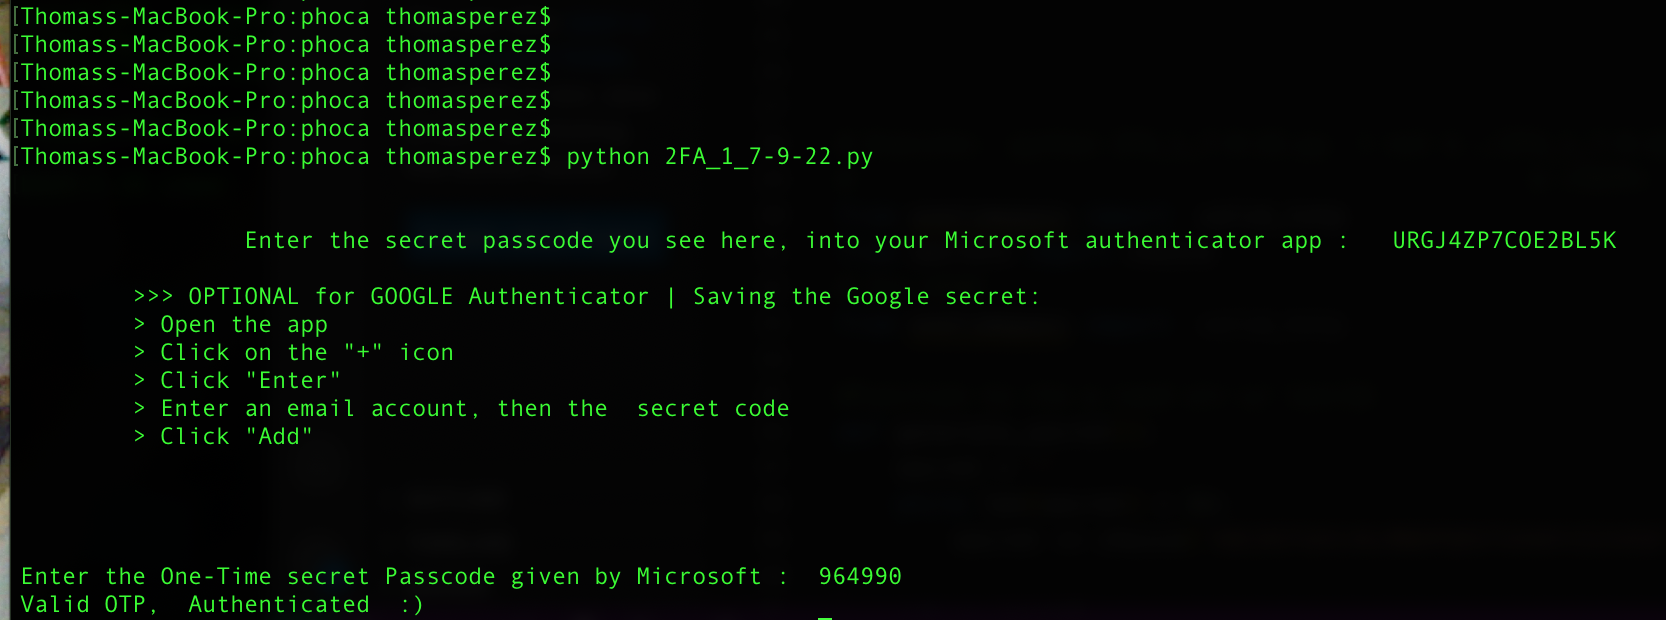 [Thomass-MacBook-Pro:phoca thomasperez$
[Thomass-MacBook-Pro:phoca thomasperez$
[Thomass-MacBook-Pro:phoca thomasperez$
[Thomass-MacBook-Pro:phoca thomasperez$
[Thomass-MacBook-Pro:phoca thomasperez$
[Thomass-MacBook-Pro:phoca thomasperez$ python 2FA_1_7-9-22.py
Enter the secret passcode you see here, into your Microsoft authenticator app :   URGJ4ZP7COE2BL5K
>>> OPTIONAL for GOOGLE Authenticator | Saving the Google secret:
> Open the app
> Click on the "+" icon
> Click "Enter"
> Enter an email account, then the  secret code
> Click "Add"
Enter the One-Time secret Passcode given by Microsoft :  964990
Valid OTP,  Authenticated  :)